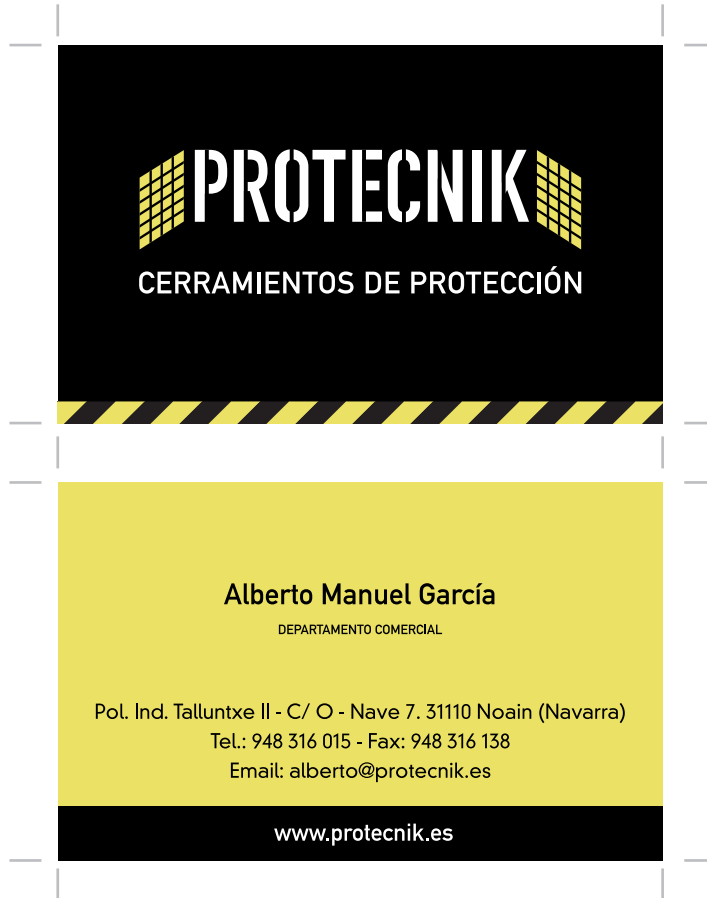 PROTECNIK
CERRAMIENTOS DE PROTECCIÓN
Alberto Manuel García
DEPARTAMENTO COMERCIAL
Pol. Ind. Talluntxe II - C/ O - Nave 7. 31110 Noain (Navarra)
Tel.: 948 316 015 - Fax: 948 316 138
Email: alberto@protecnik.es
www.protecnik.es